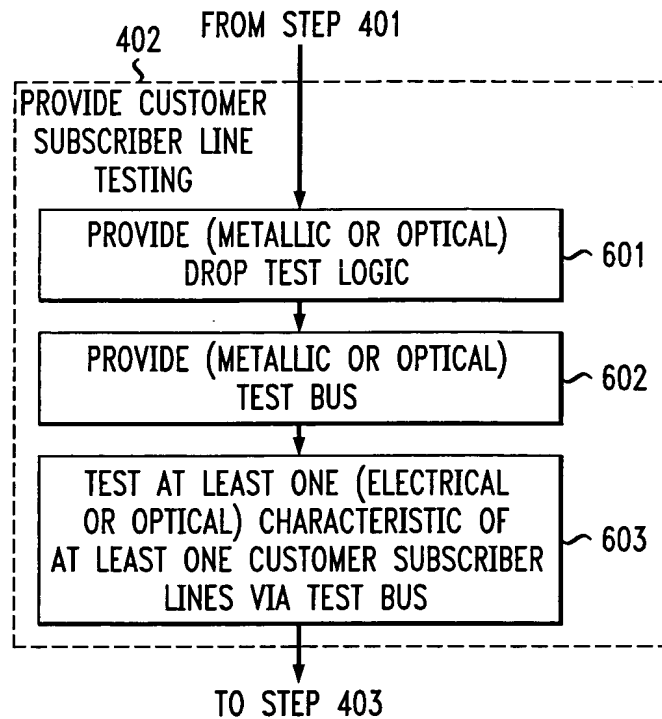 FROM STEP 401
402
PROVIDE CUSTOMER
SUBSCRIBER LINE
TESTING
PROVIDE (METALLIC OR OPTICAL)
DROP TEST LOGIC
601
PROVIDE (METALLIC OR OPTICAL)
TEST BUS
602
TEST AT LEAST ONE (ELECTRICAL
OR OPTICAL) CHARACTERISTIC OF
AT LEAST ONE CUSTOMER SUBSCRIBER
LINES VIA TEST BUS
603
TO STEP 403